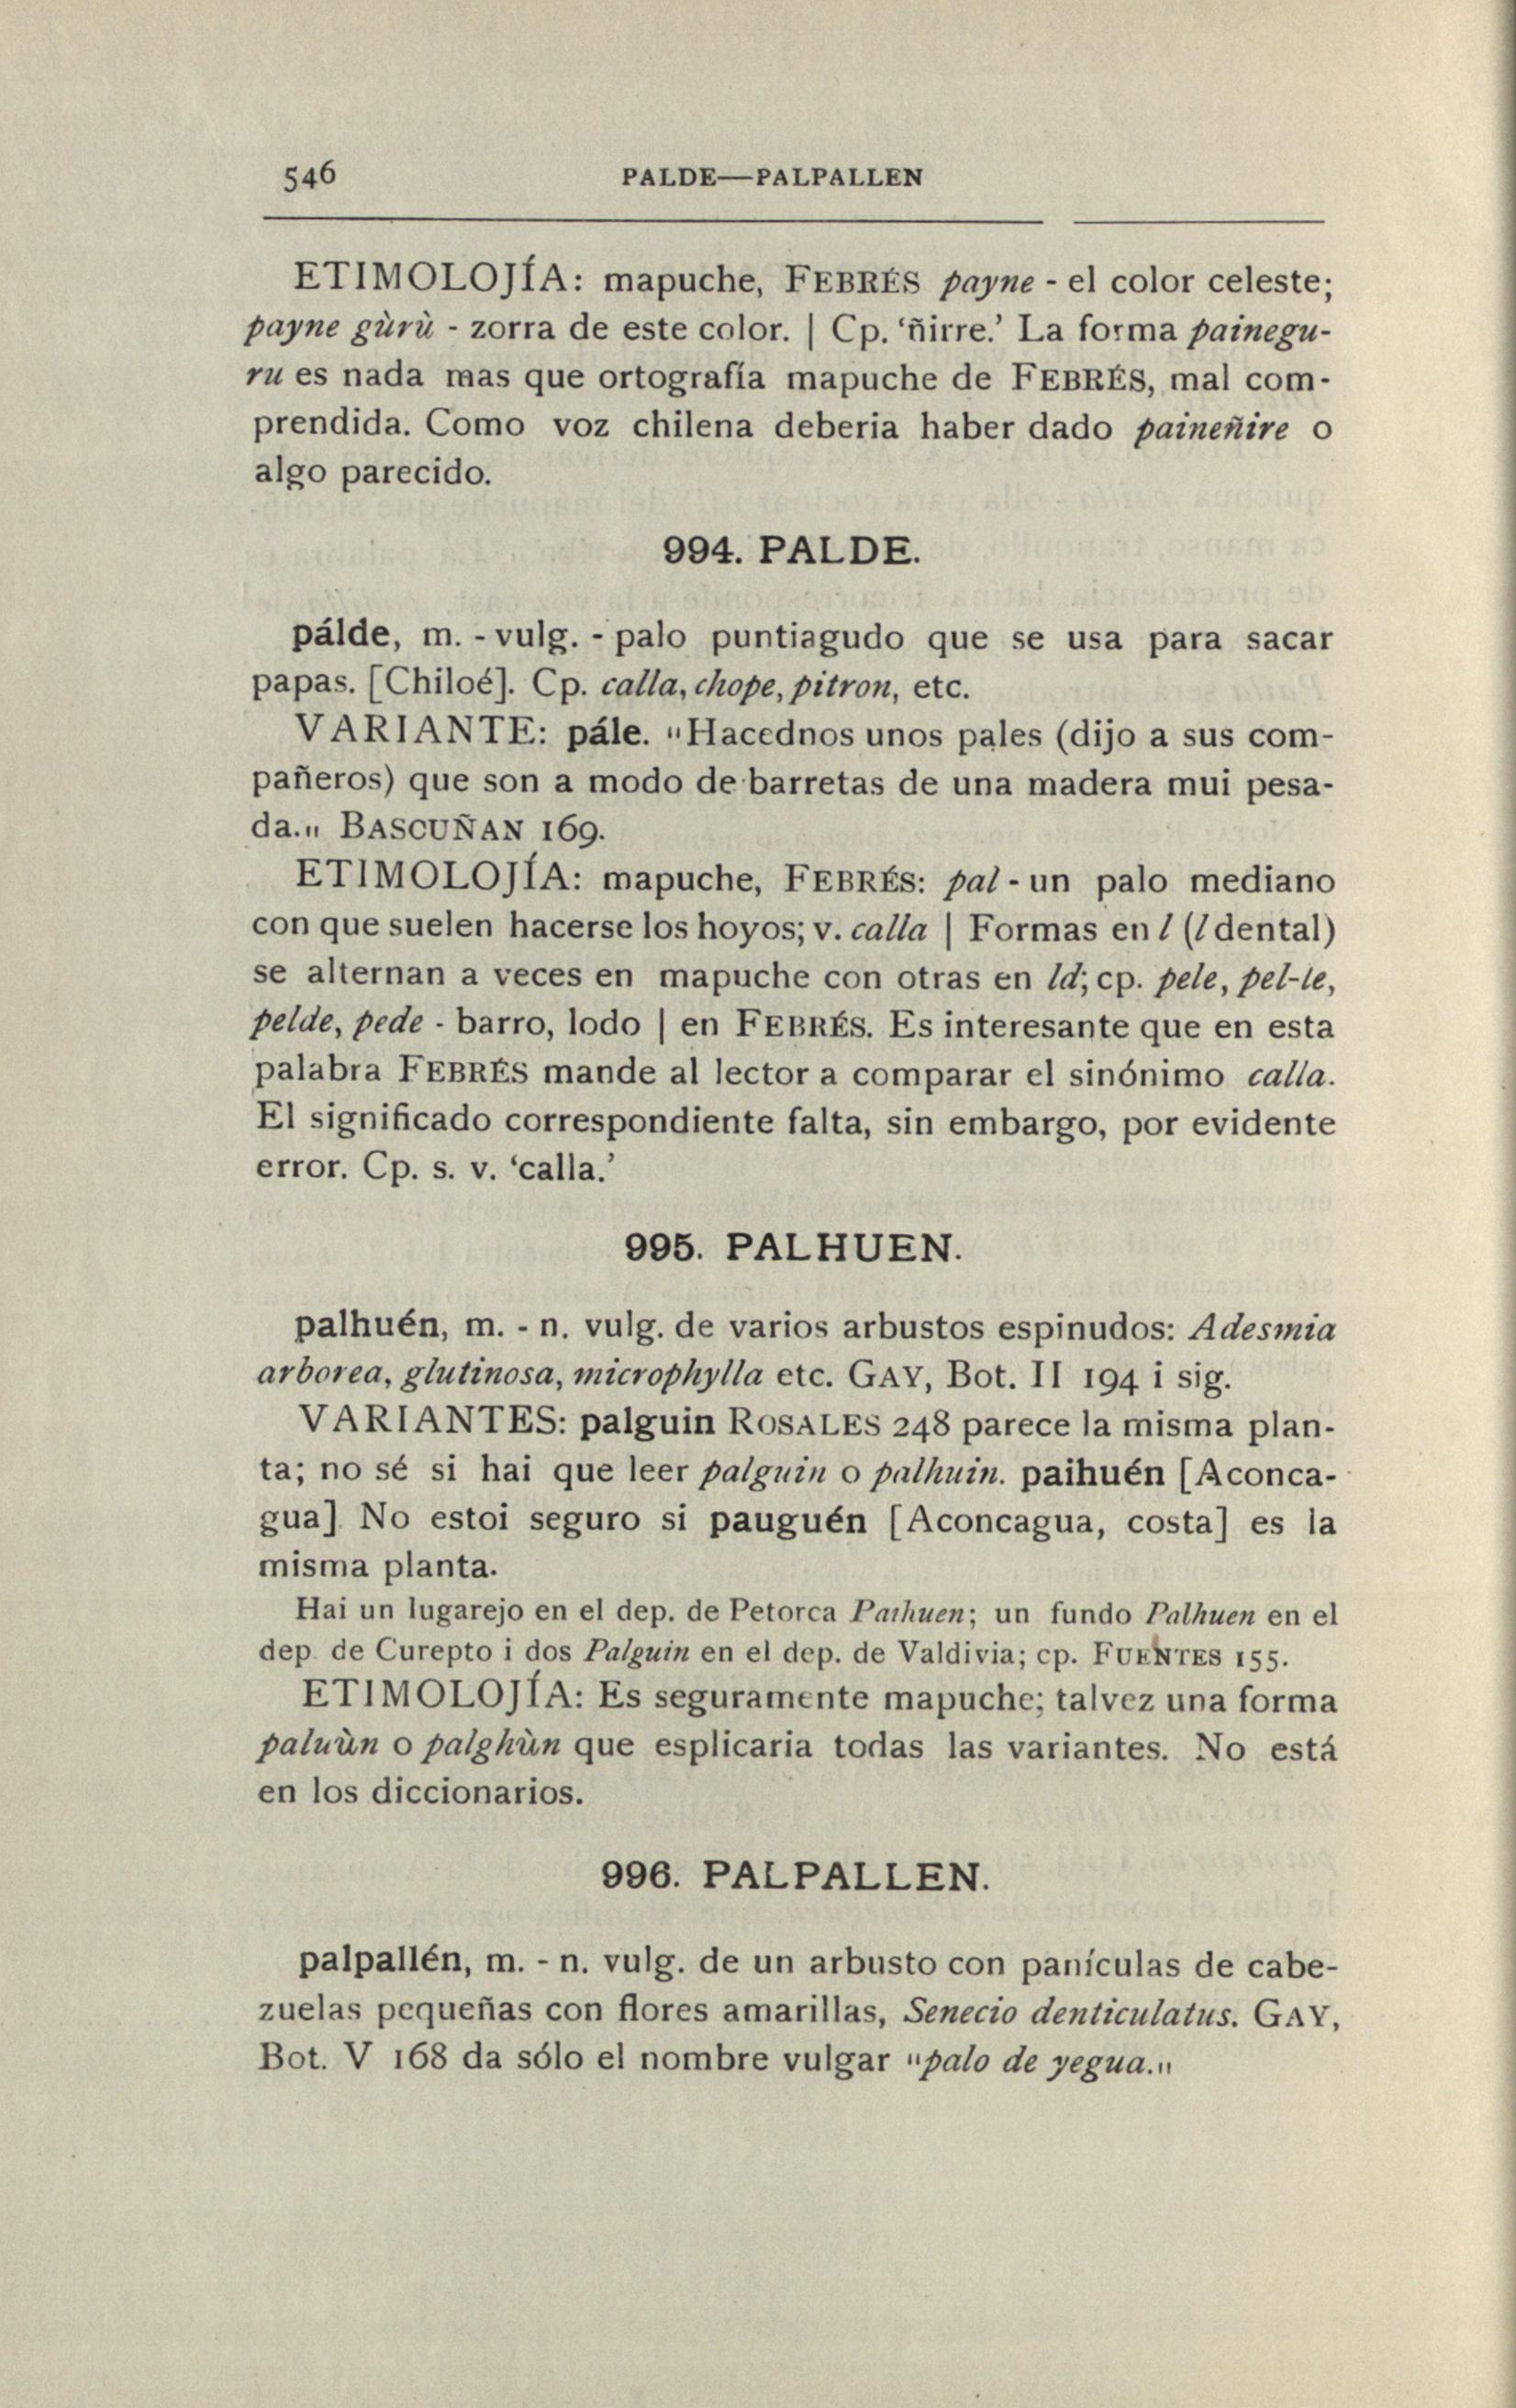 546 PALDE—PALPALLEN
ETIMOLOJÍA: mapuche, FEBRÉS payne - el color celeste;
payne gùrù - zorra de este color. | Cp. ‘ñirre.’ La forma painegu-
ru es nada mas que ortografía mapuche de FEBRÉS, mal com-
prendida. Como voz chilena deberia haber dado paineñire o
algo parecido.
994. PALDE.
pálde, m. - vulg. - palo puntiagudo que se usa para sacar
papas. [Chiloé]. Cp. calla, chope, pitron, etc.
VARIANTE: pále. "Hacednos unos pales (dijo a sus com-
pañeros) que son a modo de barretas de una madera mui pesa-
da." BASCUÑAN 169.
ETIMOLOJÍA: mapuche, FEBRÉS: pal - un palo mediano
con que suelen hacerse los hoyos; v. calla | Formas en l (l dental)
se alternan a veces en mapuche con otras en ld; cp. pele, pel-le,
pelde, pede - barro, lodo | en FEBRÉS. Es interesante que en esta
palabra FEBRÉS mande al lector a comparar el sinónimo calla.
El significado correspondiente falta, sin embargo, por evidente
error. Cp. s. v. ‘calla.’
995. PALHUEN.
palhuén, m. - n. vulg. de varios arbustos espinudos: Adesmia
arborea, glutinosa, microphylla etc. GAY, Bot. II 194 i sig.
VARIANTES: palguin ROSALES 248 parece la misma plan-
ta; no sé si hai que leer palguin o palhuin. paihuén [Aconca-
gua] No estoi seguro si pauguén [Aconcagua, costa] es la
misma planta.
Hai un lugarejo en el dep. de Petorca Paihuen; un fundo Palhuen en el
dep. de Curepto i dos Palguin en el dep. de Valdivia; cp. FUENTES 155.
ETIMOLOJÍA: Es seguramente mapuche; talvez una forma
paluùn o palghùn que esplicaria todas las variantes. No está
en los diccionarios.
996. PALPALLEN.
palpallén, m. - n. vulg. de un arbusto con panículas de cabe-
zuelas pequeñas con flores amarillas, Senecio denticulatus. GAY,
Bot. V 168 da sólo el nombre vulgar "palo de yegua."